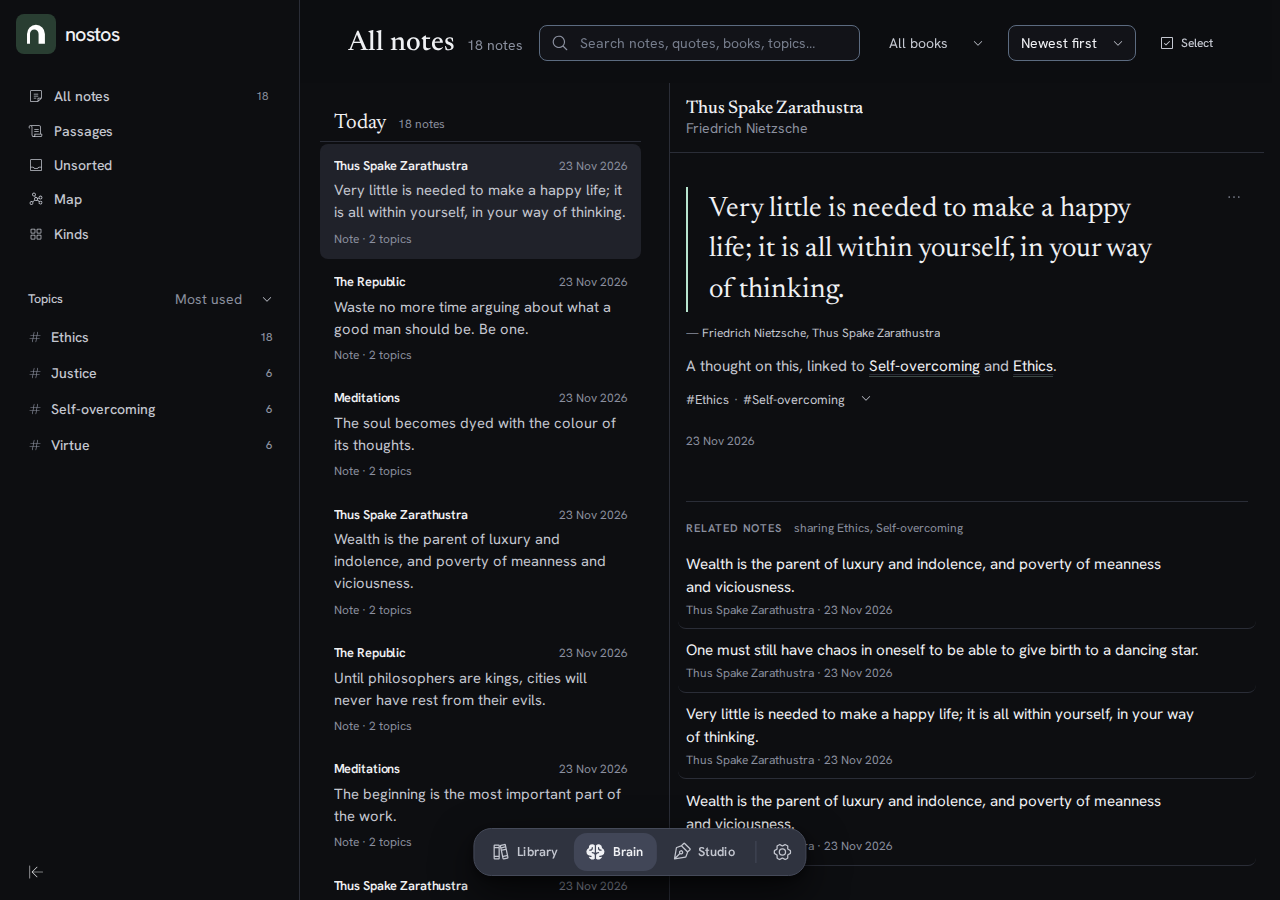 nostos
All notes 18
Passages
Unsorted
Map
Kinds
Topics Most used
# Ethics 18
# Justice 6
# Self-overcoming 6
# Virtue 6
All notes 18 notes
Search notes, quotes, books, topics...
All books
Newest first
Select
Today 18 notes
Thus Spake Zarathustra 23 Nov 2026
Very little is needed to make a happy life; it
is all within yourself, in your way of thinking.
Note · 2 topics
The Republic 23 Nov 2026
Waste no more time arguing about what a
good man should be. Be one.
Note · 2 topics
Meditations 23 Nov 2026
The soul becomes dyed with the colour of
its thoughts.
Note · 2 topics
Thus Spake Zarathustra 23 Nov 2026
Wealth is the parent of luxury and
indolence, and poverty of meanness and
viciousness.
Note · 2 topics
The Republic 23 Nov 2026
Until philosophers are kings, cities will
never have rest from their evils.
Note · 2 topics
Meditations 23 Nov 2026
The beginning is the most important part of
the work.
Note · 2 topics
Thus Spake Zarathustra 23 Nov 2026
Thus Spake Zarathustra
Friedrich Nietzsche
Very little is needed to make a happy
life; it is all within yourself, in your way
of thinking.
— Friedrich Nietzsche, Thus Spake Zarathustra
A thought on this, linked to Self-overcoming and Ethics.
#Ethics · #Self-overcoming
23 Nov 2026
RELATED NOTES sharing Ethics, Self-overcoming
Wealth is the parent of luxury and indolence, and poverty of meanness
and viciousness.
Thus Spake Zarathustra · 23 Nov 2026
One must still have chaos in oneself to be able to give birth to a dancing star.
Thus Spake Zarathustra · 23 Nov 2026
Very little is needed to make a happy life; it is all within yourself, in your way
of thinking.
Thus Spake Zarathustra · 23 Nov 2026
Wealth is the parent of luxury and indolence, and poverty of meanness
and viciousness.
· 23 Nov 2026
Library
Brain
Studio